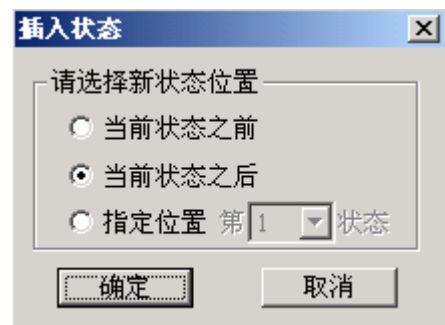 插入状态
请选择新状态位置
当前状态之前
当前状态之后
指定位置 第 1 状态
确定 取消